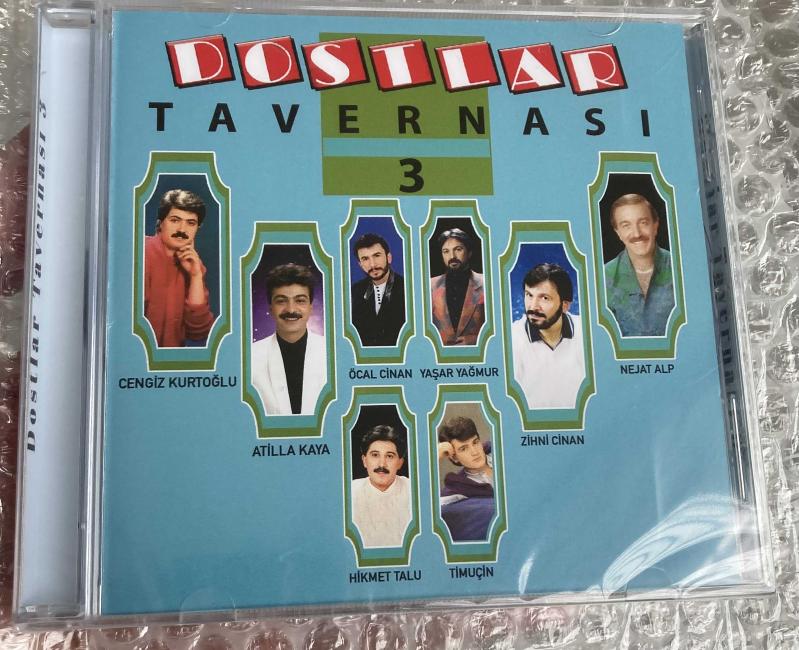 DOSTLAR
TAVERNASI
3
CENGİZ KURTOĞLU
ATİLLA KAYA
ÖCAL CİNAN
YAŞAR YAĞMUR
ZİHNİ CİNAN
NEJAT ALP
HİKMET TALU
TİMUÇİN
Dostlar Tavernası 3